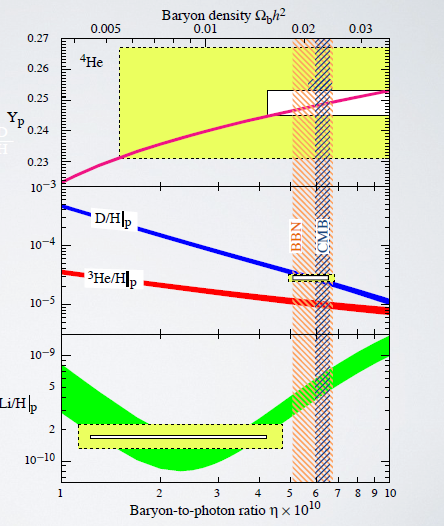 Baryon density Ω_b h²
0.005 0.01 0.02 0.03
0.27
⁴He
0.26
0.25
Y_p
0.24
0.23
10⁻³
D/H|_p
10⁻⁴
BBN
CMB
³He/H|_p
10⁻⁵
10⁻⁹
5
Li/H|_p
2
10⁻¹⁰
1 2 3 4 5 6 7 8 9 10
Baryon-to-photon ratio η × 10¹⁰